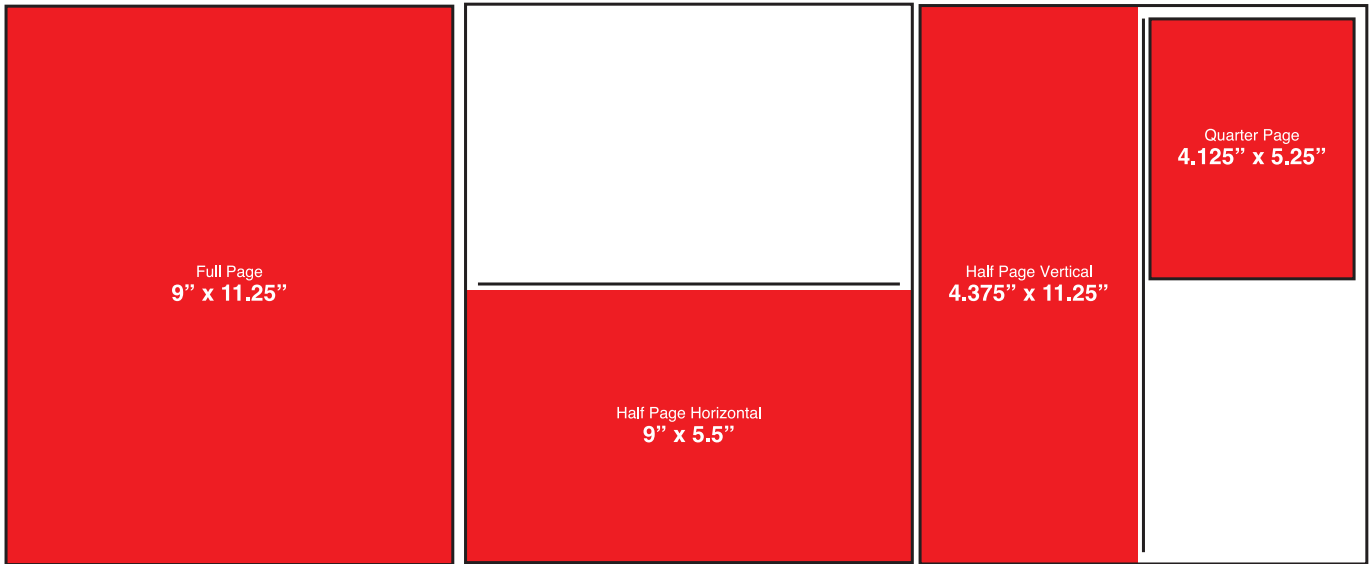 Full Page
9” x 11.25”
Half Page Horizontal
9” x 5.5”
Half Page Vertical
4.375” x 11.25”
Quarter Page
4.125” x 5.25”